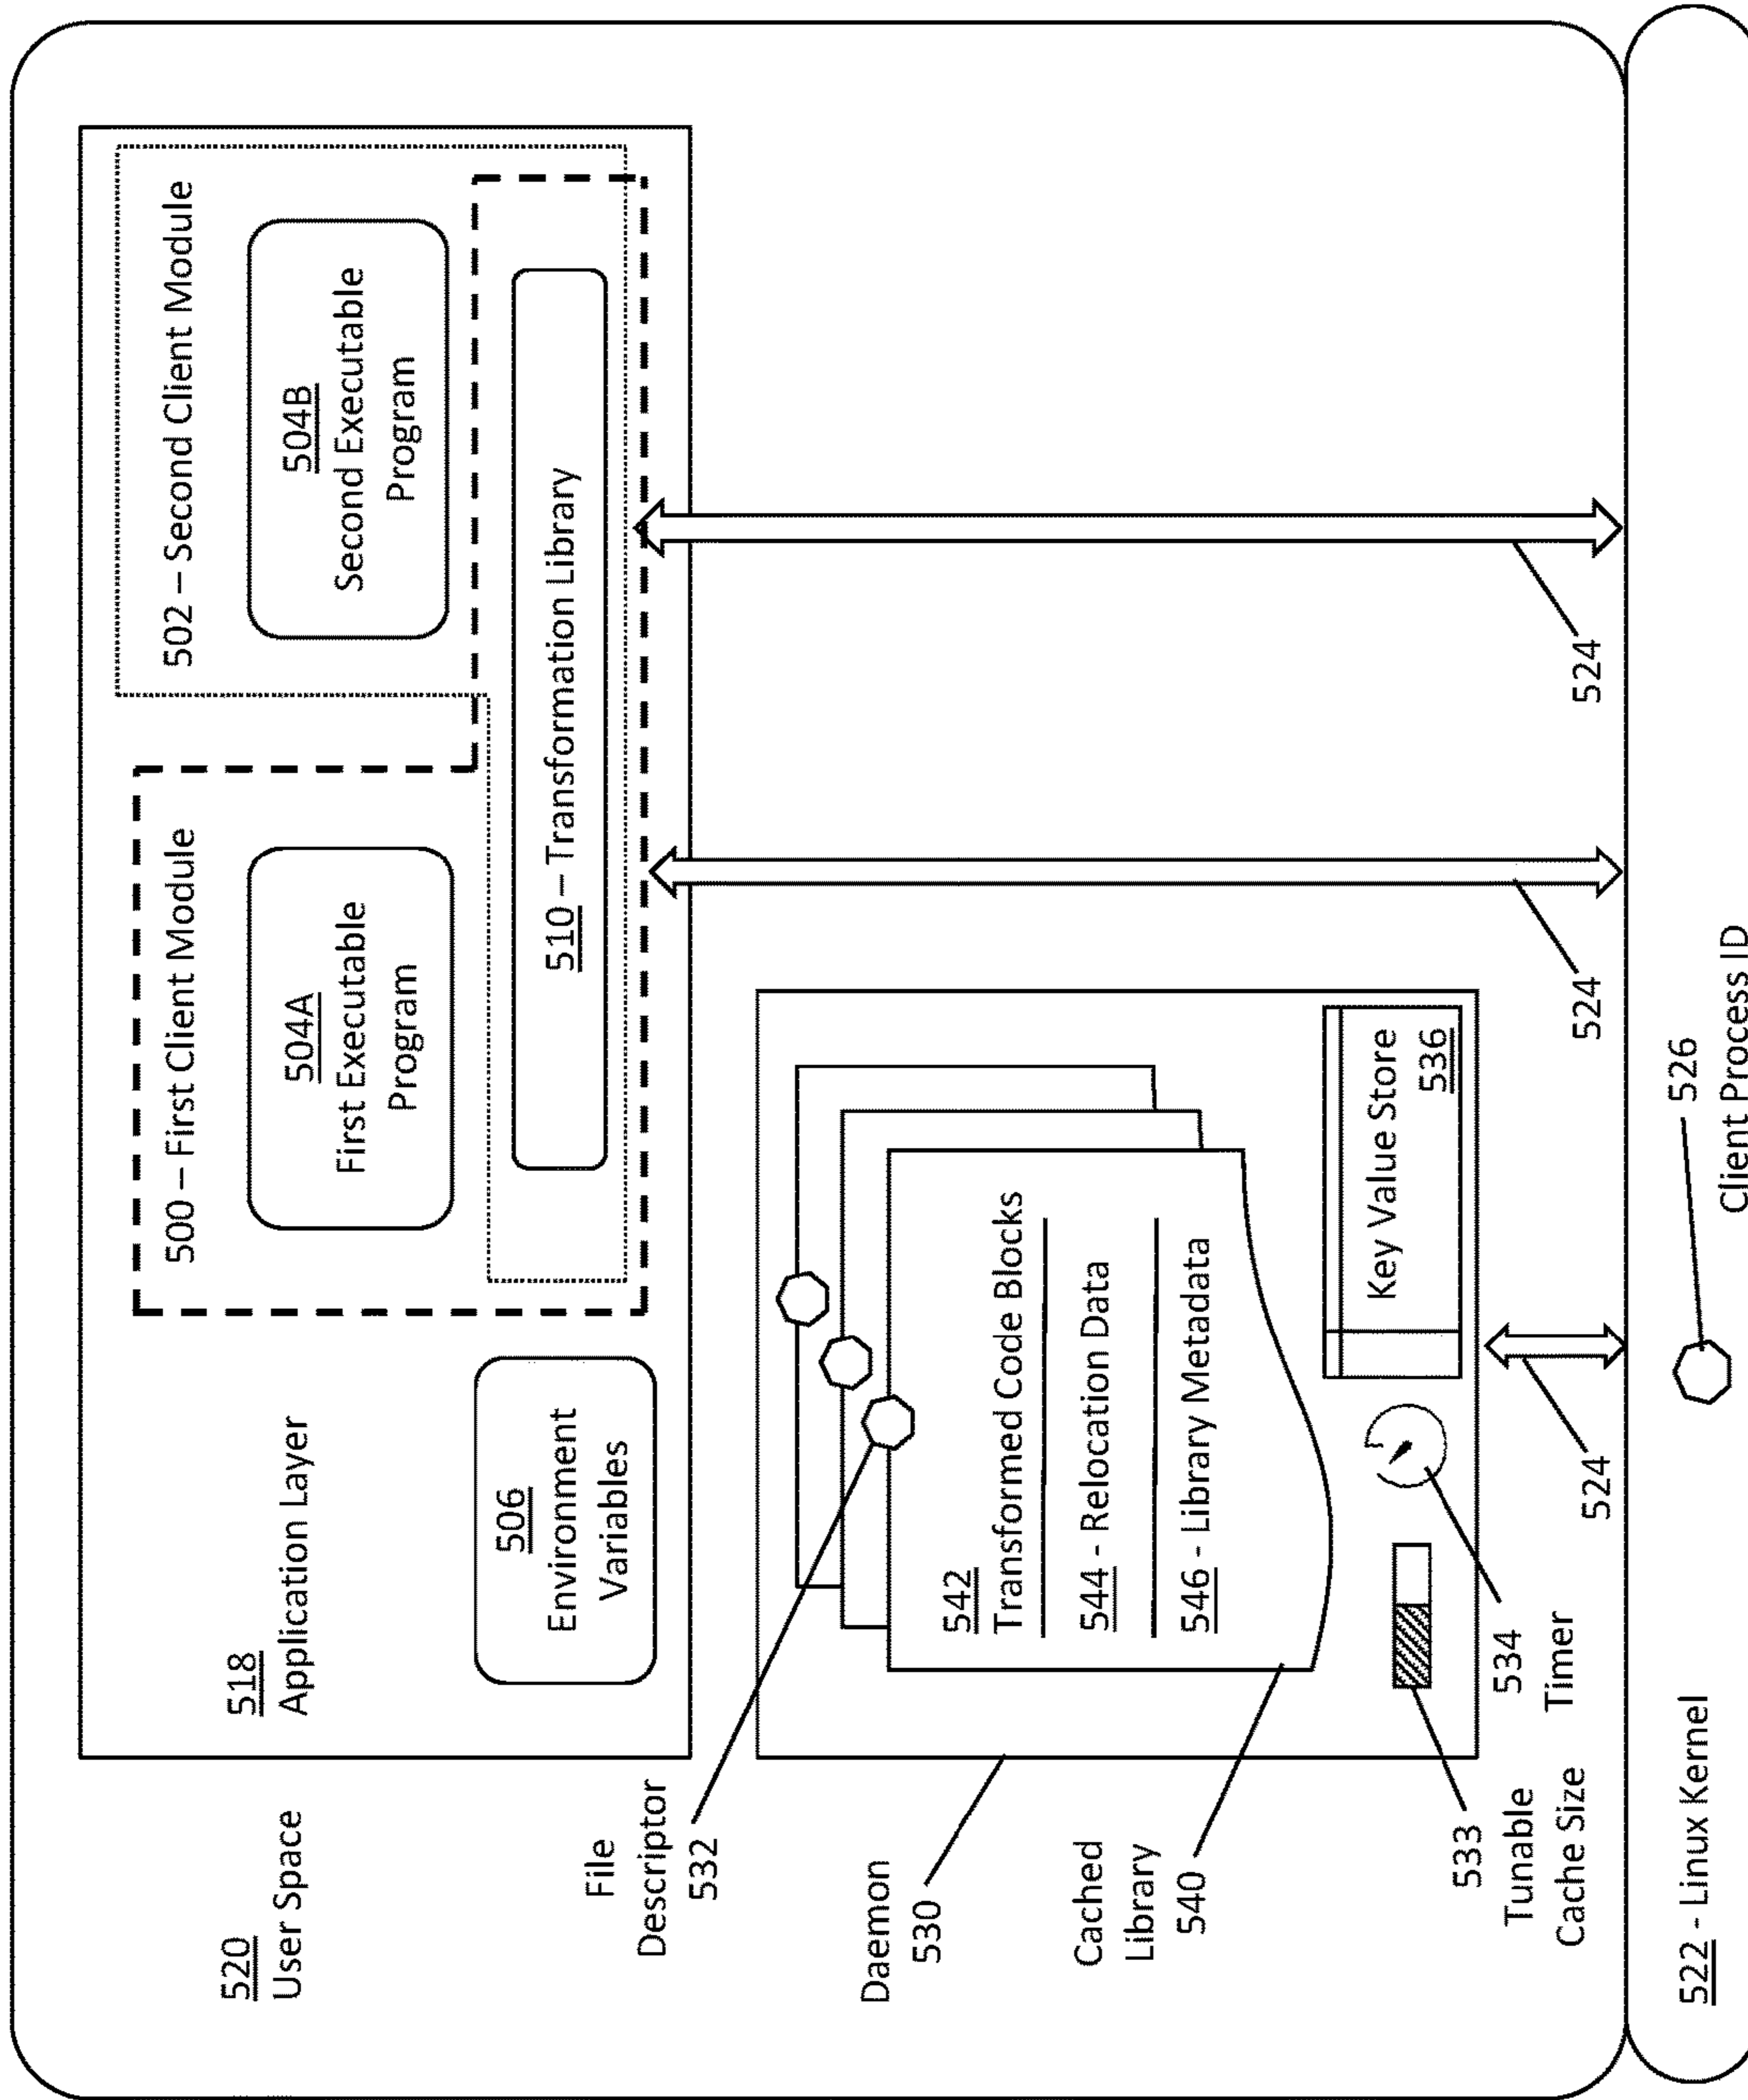 520
User Space
518
Application Layer
500 – First Client Module
502 – Second Client Module
504A
First Executable
Program
504B
Second Executable
Program
506
Environment
Variables
510 – Transformation Library
File
Descriptor
532
Daemon
530
Cached
Library
540
542
Transformed Code Blocks
544 - Relocation Data
546 - Library Metadata
Key Value Store
536
533
Tunable
Cache Size
534
Timer
524
524
524
522 - Linux Kernel
526
Client Process ID